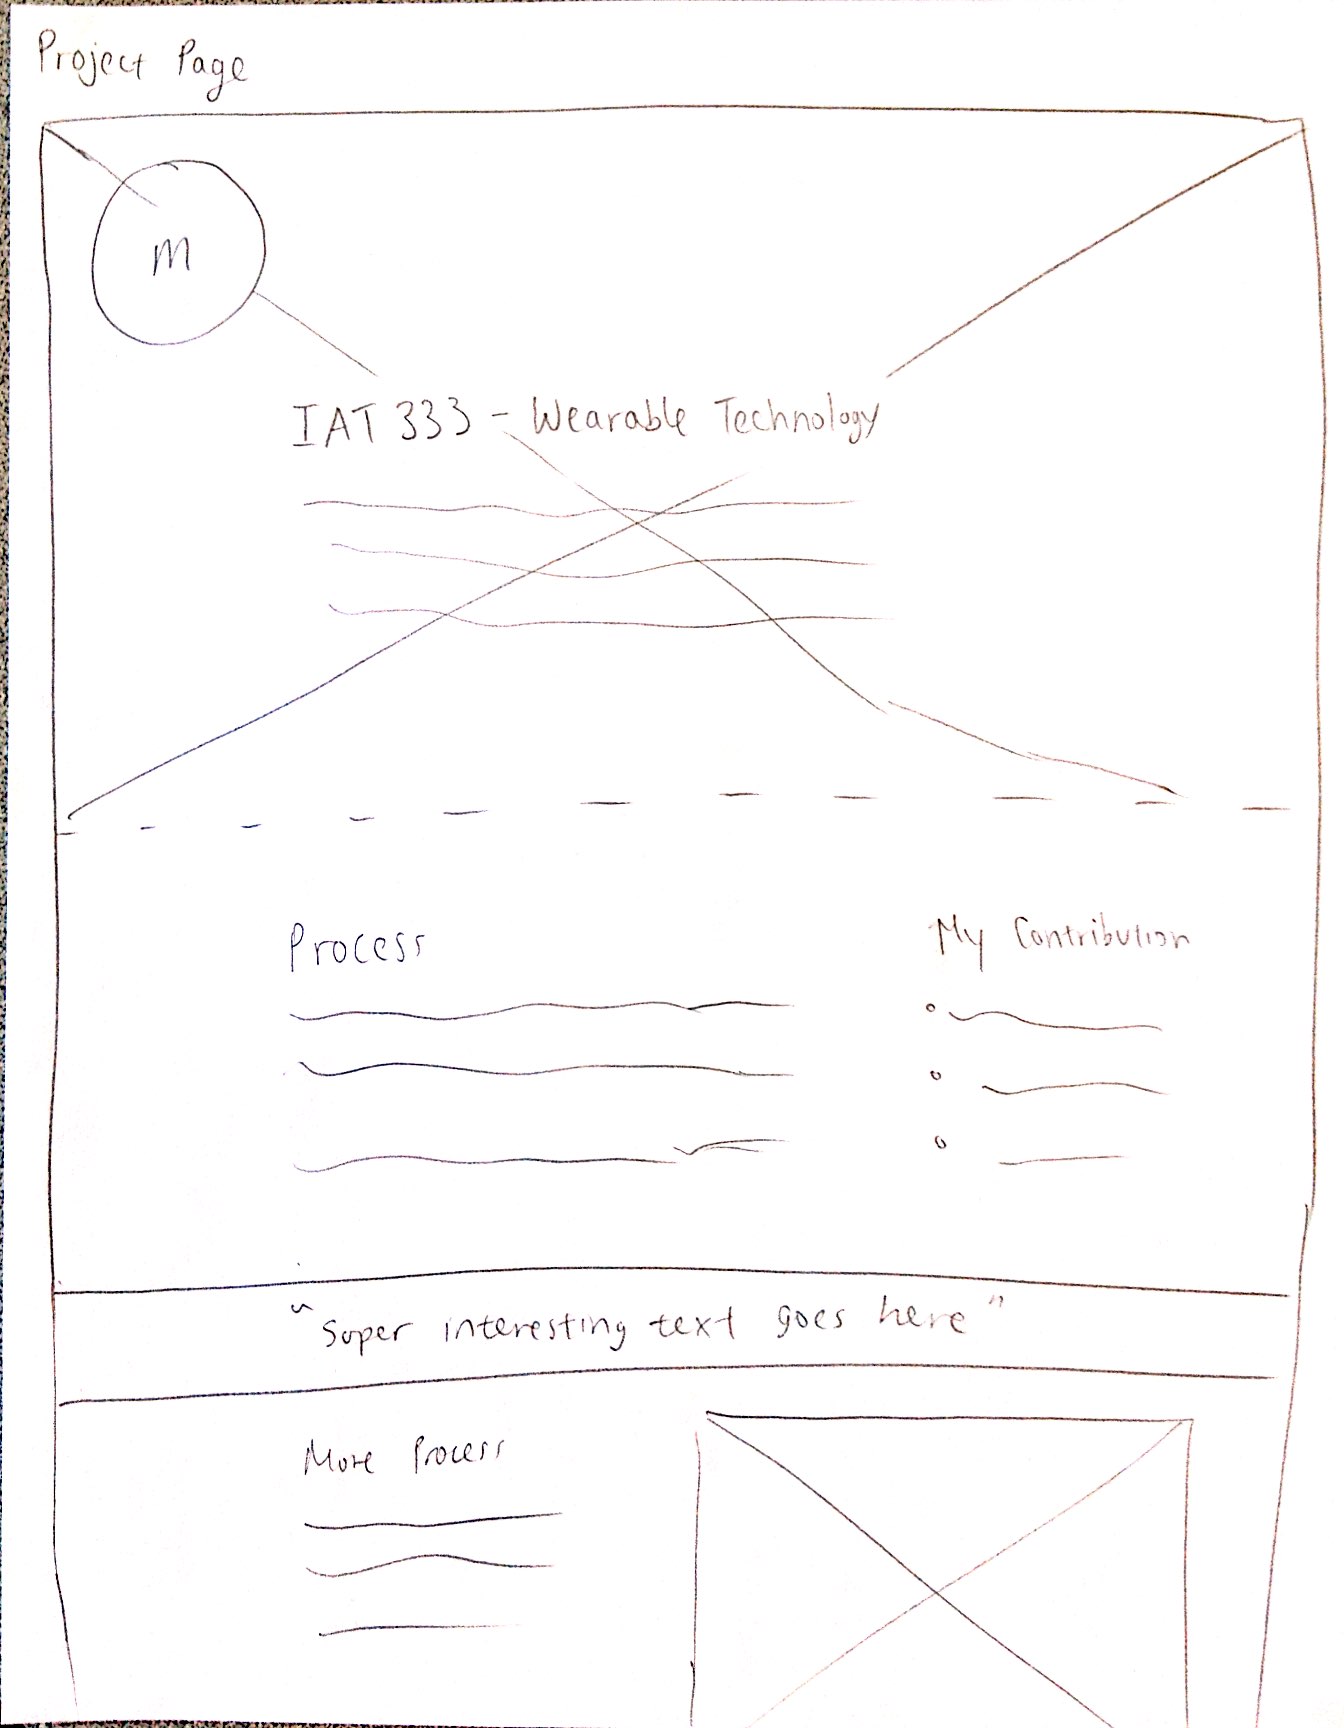 Project Page
m
IAT 333 - Wearable Technology
Process
My Contribution
"Super interesting text goes here"
More Process